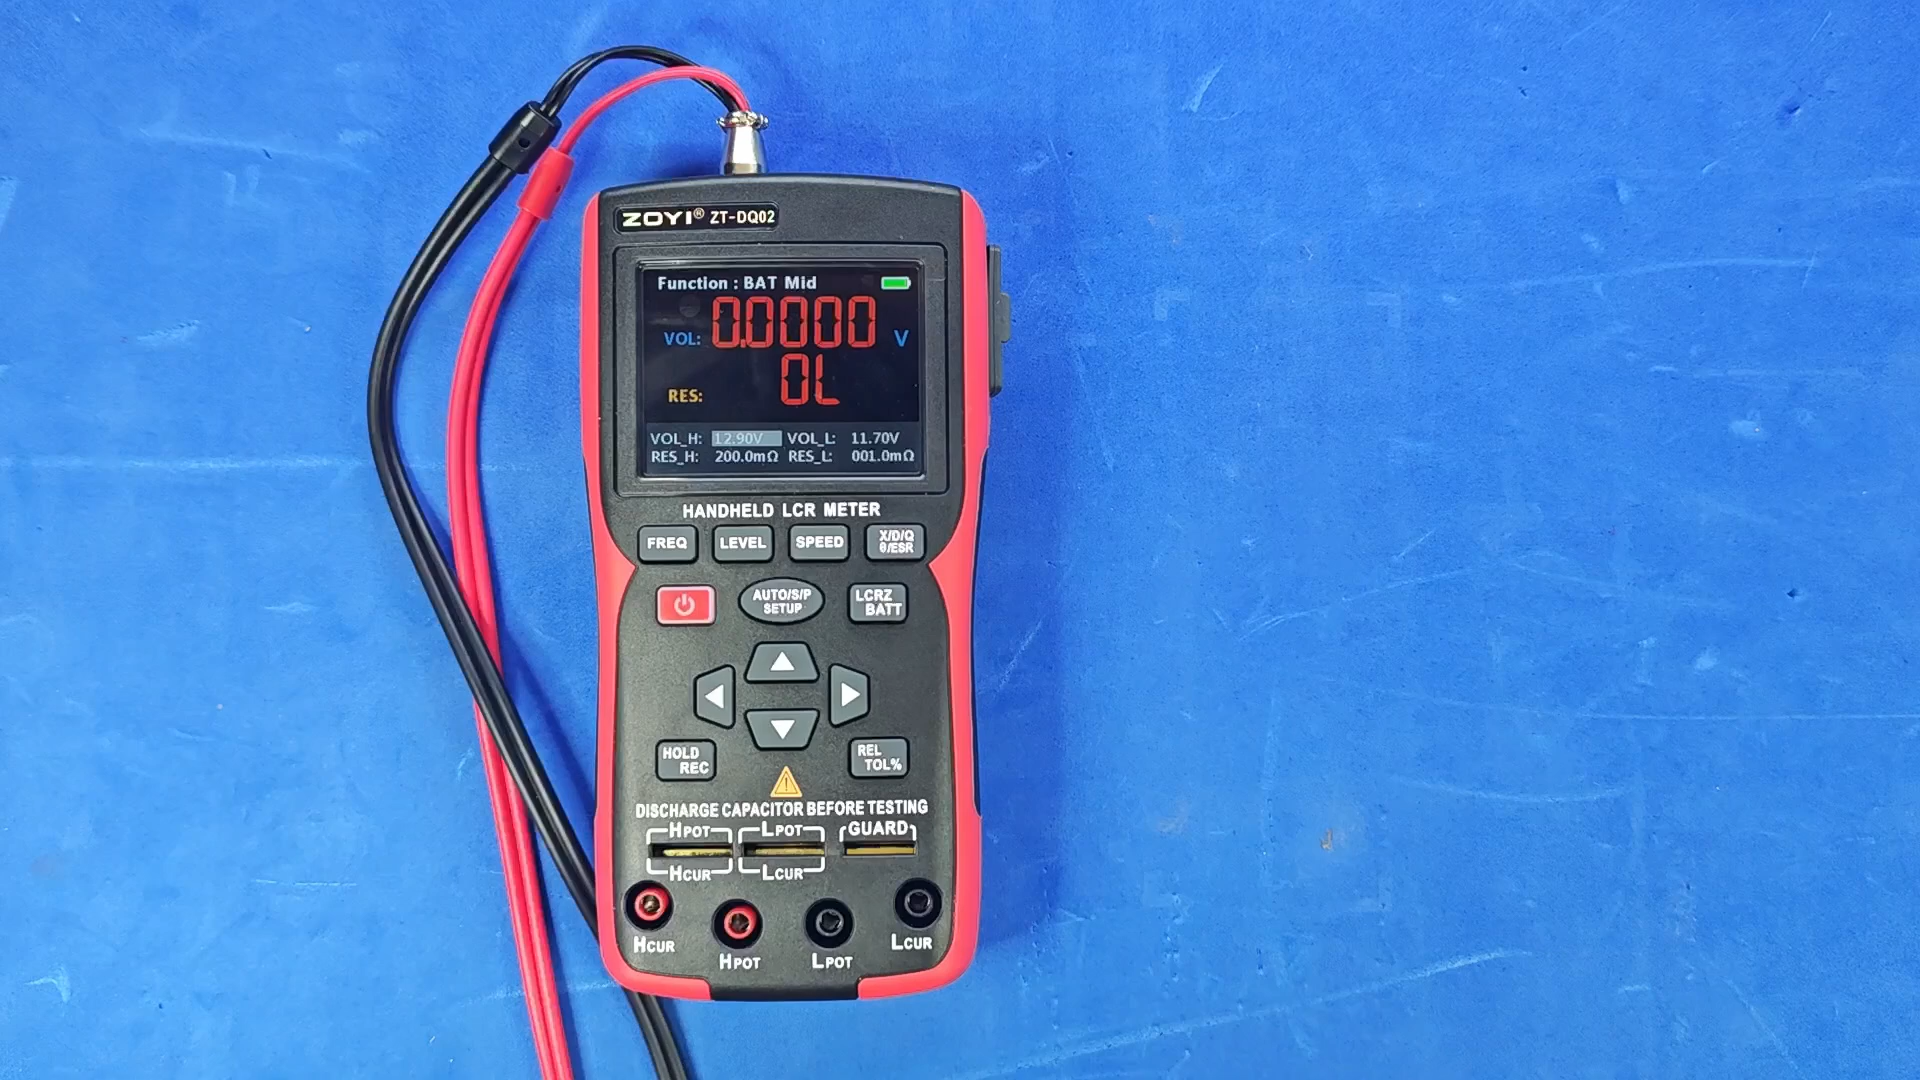 ZOYI® ZT-DQ02
Function : BAT Mid
VOL: 0.0000 V
RES: OL
VOL_H: 12.90V VOL_L: 11.70V
RES_H: 200.0mΩ RES_L: 001.0mΩ
HANDHELD LCR METER
FREQ LEVEL SPEED X/D/Q
θ/ESR
AUTO/S/P
SETUP
LCRZ
BATT
HOLD
REC
REL
TOL%
DISCHARGE CAPACITOR BEFORE TESTING
HPOT LPOT GUARD
HCUR LCUR
HCUR HPOT LPOT LCUR